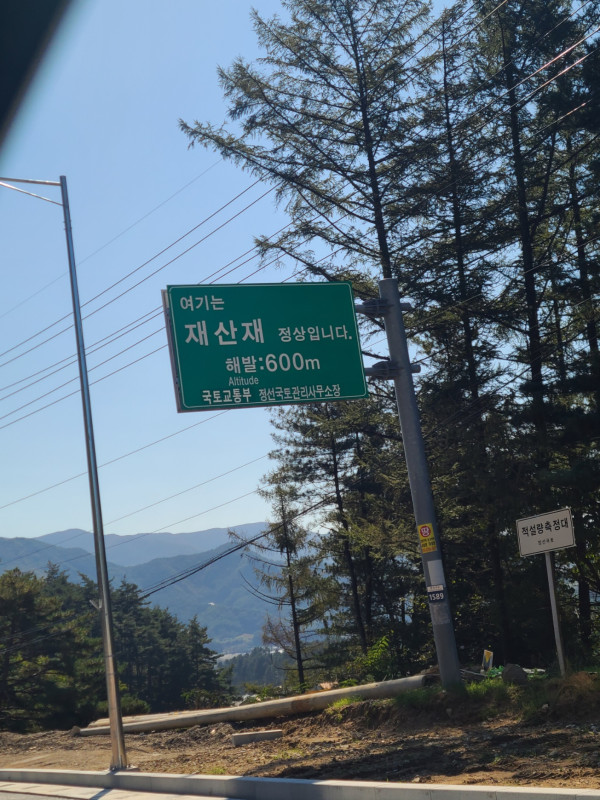 여기는
재산재 정상입니다.
해발:600m
Altitude
국토교통부 정선국토관리사무소장
1589
적설량측정대